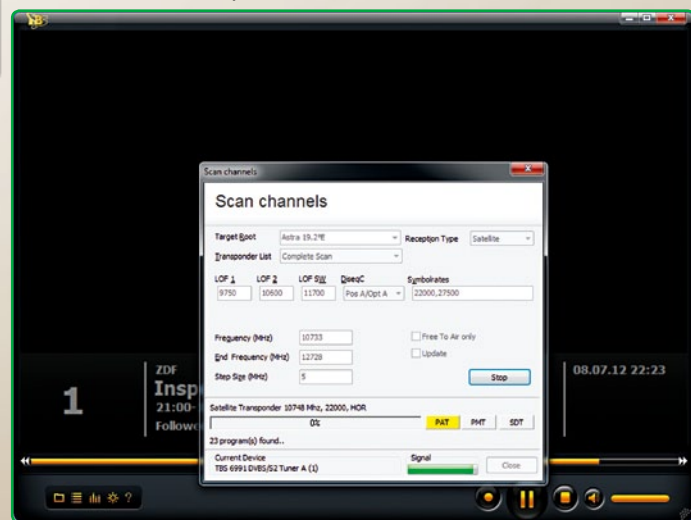 TBS
Scan channels
Scan channels
Target Root Astra 19.2°E Reception Type Satellite
Transponder List Complete Scan
LOF 1 LOF 2 LOF SW DiseqC Symbolrates
9750 10600 11700 Pos A/Opt A 22000,27500
Frequency (MHz) 10733 Free To Air only
End Frequency (MHz) 12728 Update
Step Size (MHz) 5 Stop
Satellite Transponder 10748 Mhz, 22000, HOR
0% PAT PMT SDT
23 program(s) found..
Current Device Signal
TBS 6991 DVBS/S2 Tuner A (1) Close
ZDF 08.07.12 22:23
1 Insp
21:00-
Follow